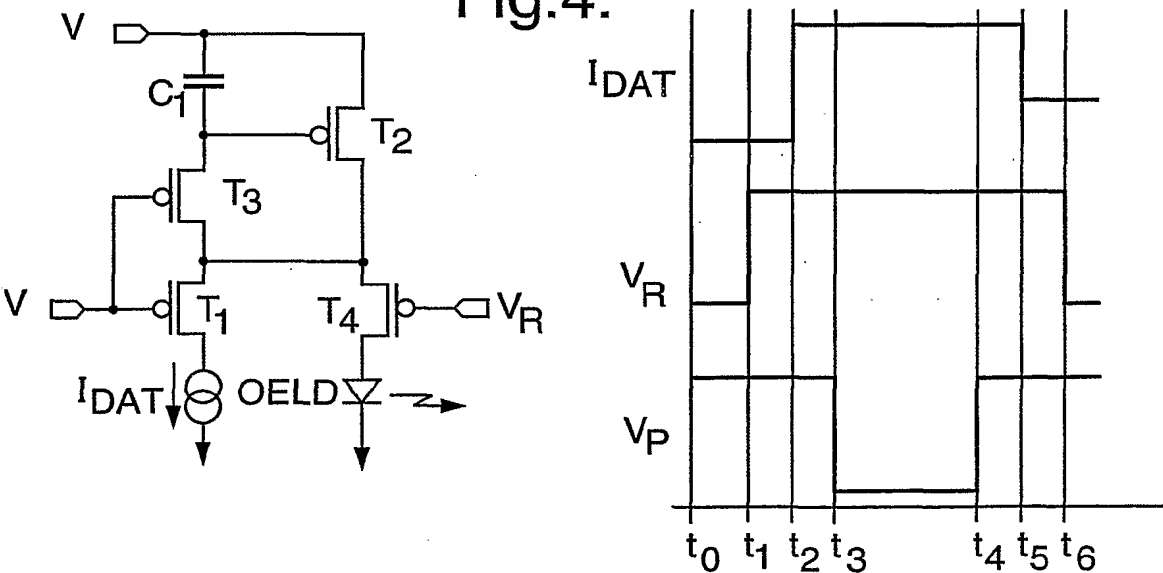 Fig.4.
V
C1
T2
T3
V
T1
T4
VR
IDAT
OELD
IDAT
VR
VP
t0 t1 t2 t3 t4 t5 t6